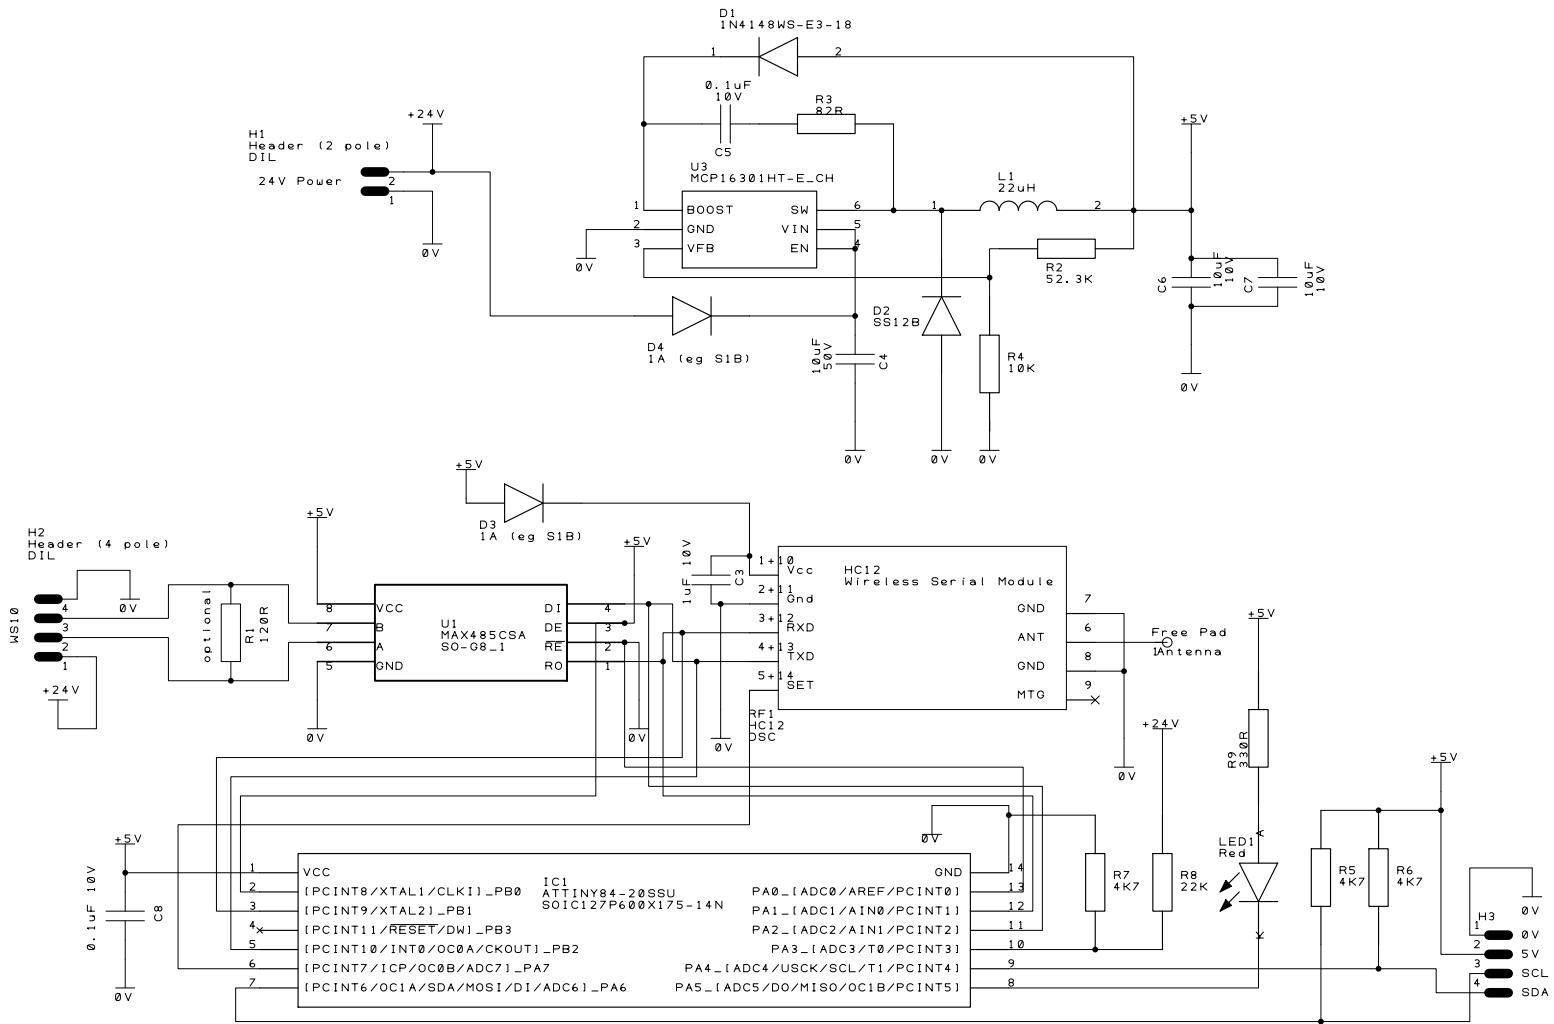 D1
1N4148WS-E3-18
1
2
0.1uF
10V
R3
82R
+24V
+5V
H1
Header (2 pole)
DIL
C5
U3
MCP16301HT-E_CH
24V Power
2
1
L1
22uH
1
BOOST
SW
6
1
2
2
GND
VIN
5
3
VFB
EN
4
0V
0V
R2
52.3K
C6
10uF
10V
C7
10uF
10V
D2
SS12B
D4
1A (eg S1B)
10uF
50V
C4
R4
10K
0V
0V
0V
0V
+5V
H2
Header (4 pole)
DIL
+5V
D3
1A (eg S1B)
+5V
1uF 10V
C3
1+10
Vcc
HC12
Wireless Serial Module
2+11
Gnd
WS10
4
3
2
1
0V
optional
R1
120R
8
VCC
DI
4
7
B
DE
3
6
A
RE
2
5
GND
RO
1
U1
MAX485CSA
SO-G8_1
3+12
RXD
4+13
TXD
5+14
SET
GND
7
ANT
6
GND
8
MTG
9
Free Pad
1
Antenna
+5V
+24V
RF1
HC12
DSC
+24V
0V
0V
0V
0V
R9
330R
+5V
+5V
0V
A
LED1
Red
K
0.1uF 10V
C8
0V
1
VCC
GND
14
2
[PCINT8/XTAL1/CLKI]_PB0
PA0_[ADC0/AREF/PCINT0]
13
3
[PCINT9/XTAL2]_PB1
PA1_[ADC1/AIN0/PCINT1]
12
4
[PCINT11/RESET/DW]_PB3
PA2_[ADC2/AIN1/PCINT2]
11
5
[PCINT10/INT0/OC0A/CKOUT]_PB2
PA3_[ADC3/T0/PCINT3]
10
6
[PCINT7/ICP/OC0B/ADC7]_PA7
PA4_[ADC4/USCK/SCL/T1/PCINT4]
9
7
[PCINT6/OC1A/SDA/MOSI/DI/ADC6]_PA6
PA5_[ADC5/DO/MISO/OC1B/PCINT5]
8
IC1
ATTINY84-20SSU
SOIC127P600X175-14N
R7
4K7
R8
22K
R5
4K7
R6
4K7
0V
H3
1
0V
2
5V
3
SCL
4
SDA